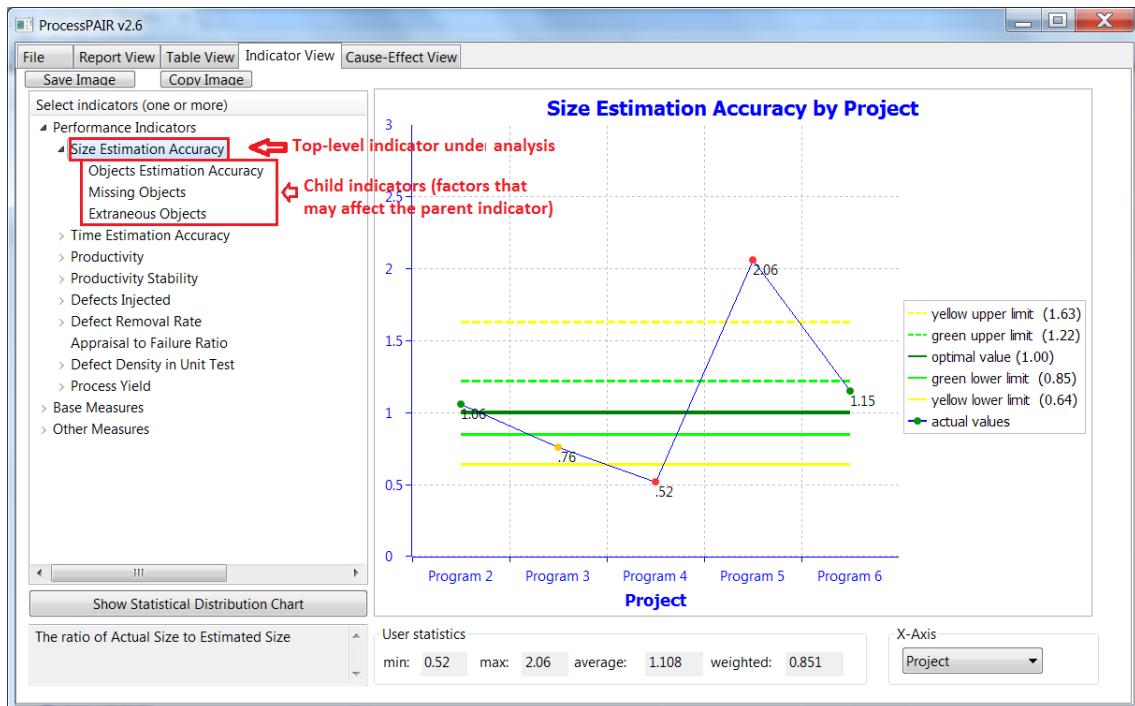 ProcessPAIR v2.6
File Report View Table View Indicator View Cause-Effect View
Save Image Copy Image
Select indicators (one or more)
Performance Indicators
Size Estimation Accuracy
Objects Estimation Accuracy
Missing Objects
Extraneous Objects
Time Estimation Accuracy
Productivity
Productivity Stability
Defects Injected
Defect Removal Rate
Appraisal to Failure Ratio
Defect Density in Unit Test
Process Yield
Base Measures
Other Measures
Show Statistical Distribution Chart
The ratio of Actual Size to Estimated Size
Top-level indicator under analysis
Child indicators (factors that
may affect the parent indicator)
Size Estimation Accuracy by Project
3
2.5
2
1.5
1
0.5
0
1.06
.76
.52
2.06
1.15
Program 2 Program 3 Program 4 Program 5 Program 6
Project
yellow upper limit (1.63)
green upper limit (1.22)
optimal value (1.00)
green lower limit (0.85)
yellow lower limit (0.64)
actual values
User statistics
min: 0.52 max: 2.06 average: 1.108 weighted: 0.851
X-Axis
Project